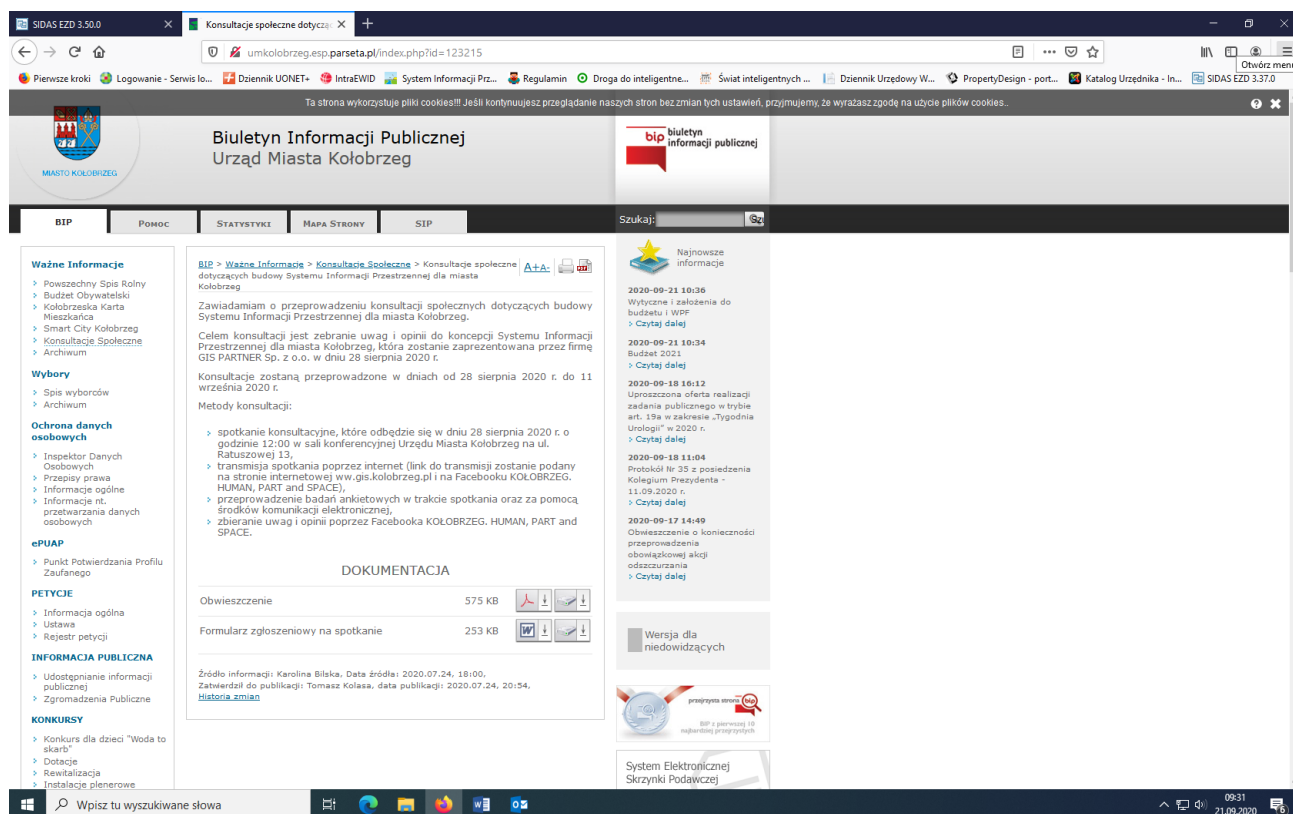 SIDAS EZD 3.50.0
Konsultacje społeczne dotycząc
umkolobrzeg.esp.parseta.pl/index.php?id=123215
Otwórz menu
Pierwsze kroki
Logowanie - Serwis lo...
Dziennik UONET+
IntraEWID
System Informacji Prz...
Regulamin
Droga do inteligentne...
Świat inteligentnych ...
Dziennik Urzędowy W...
PropertyDesign - port...
Katalog Urzędnika - In...
SIDAS EZD 3.37.0
Ta strona wykorzystuje pliki cookies!!! Jeśli kontynuujesz przeglądanie naszych stron bez zmian tych ustawień, przyjmujemy, że wyrażasz zgodę na użycie plików cookies..
MIASTO KOŁOBRZEG
Biuletyn Informacji Publicznej
Urząd Miasta Kołobrzeg
bip biuletyn
informacji publicznej
BIP
Pomoc
Statystyki
Mapa Strony
SIP
Szukaj:
Szu
Ważne Informacje
Powszechny Spis Rolny
Budżet Obywatelski
Kołobrzeska Karta
Mieszkańca
Smart City Kołobrzeg
Konsultacje Społeczne
Archiwum
Wybory
Spis wyborców
Archiwum
Ochrona danych
osobowych
Inspektor Danych
Osobowych
Przepisy prawa
Informacje ogólne
Informacje nt.
przetwarzania danych
osobowych
ePUAP
Punkt Potwierdzania Profilu
Zaufanego
PETYCJE
Informacja ogólna
Ustawa
Rejestr petycji
INFORMACJA PUBLICZNA
Udostępnianie informacji
publicznej
Zgromadzenia Publiczne
KONKURSY
Konkurs dla dzieci "Woda to
skarb"
Dotacje
Rewitalizacja
Instalacje plenerowe
BIP > Ważne Informacje > Konsultacje Społeczne > Konsultacje społeczne
dotyczących budowy Systemu Informacji Przestrzennej dla miasta
Kołobrzeg
A+A-
Zawiadamiam o przeprowadzeniu konsultacji społecznych dotyczących budowy
Systemu Informacji Przestrzennej dla miasta Kołobrzeg.
Celem konsultacji jest zebranie uwag i opinii do koncepcji Systemu Informacji
Przestrzennej dla miasta Kołobrzeg, która zostanie zaprezentowana przez firmę
GIS PARTNER Sp. z o.o. w dniu 28 sierpnia 2020 r.
Konsultacje zostaną przeprowadzone w dniach od 28 sierpnia 2020 r. do 11
września 2020 r.
Metody konsultacji:
spotkanie konsultacyjne, które odbędzie się w dniu 28 sierpnia 2020 r. o
godzinie 12:00 w sali konferencyjnej Urzędu Miasta Kołobrzeg na ul.
Ratuszowej 13,
transmisja spotkania poprzez internet (link do transmisji zostanie podany
na stronie internetowej ww.gis.kolobrzeg.pl i na Facebooku KOŁOBRZEG.
HUMAN, PART and SPACE),
przeprowadzenie badań ankietowych w trakcie spotkania oraz za pomocą
środków komunikacji elektronicznej,
zbieranie uwag i opinii poprzez Facebooka KOŁOBRZEG. HUMAN, PART and
SPACE.
DOKUMENTACJA
Obwieszczenie 575 KB
Formularz zgłoszeniowy na spotkanie 253 KB
Źródło informacji: Karolina Bilska, Data źródła: 2020.07.24, 18:00,
Zatwierdził do publikacji: Tomasz Kolasa, data publikacji: 2020.07.24, 20:54,
Historia zmian
Najnowsze
informacje
2020-09-21 10:36
Wytyczne i założenia do
budżetu i WPF
> Czytaj dalej
2020-09-21 10:34
Budżet 2021
> Czytaj dalej
2020-09-18 16:12
Uproszczona oferta realizacji
zadania publicznego w trybie
art. 19a w zakresie „Tygodnia
Urologii” w 2020 r.
> Czytaj dalej
2020-09-18 11:04
Protokół Nr 35 z posiedzenia
Kolegium Prezydenta -
11.09.2020 r.
> Czytaj dalej
2020-09-17 14:49
Obwieszczenie o konieczności
przeprowadzenia
obowiązkowej akcji
odszczurzania
> Czytaj dalej
Wersja dla
niedowidzących
przejrzysta strona bip
BIP z pierwszej 10
najbardziej przejrzystych
System Elektronicznej
Skrzynki Podawczej
Wpisz tu wyszukiwane słowa
09:31
21.09.2020
6